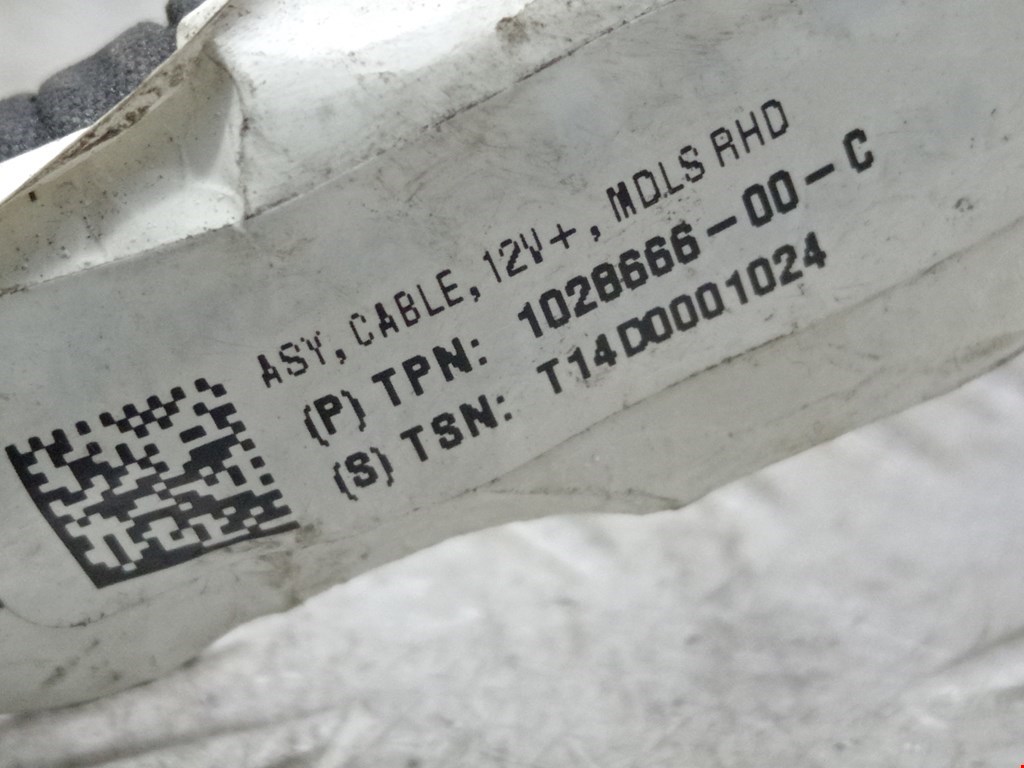 ASY, CABLE, 12V+, MDLS RHD
(P) TPN: 1028666-00-C
(S) TSN: T14D0001024